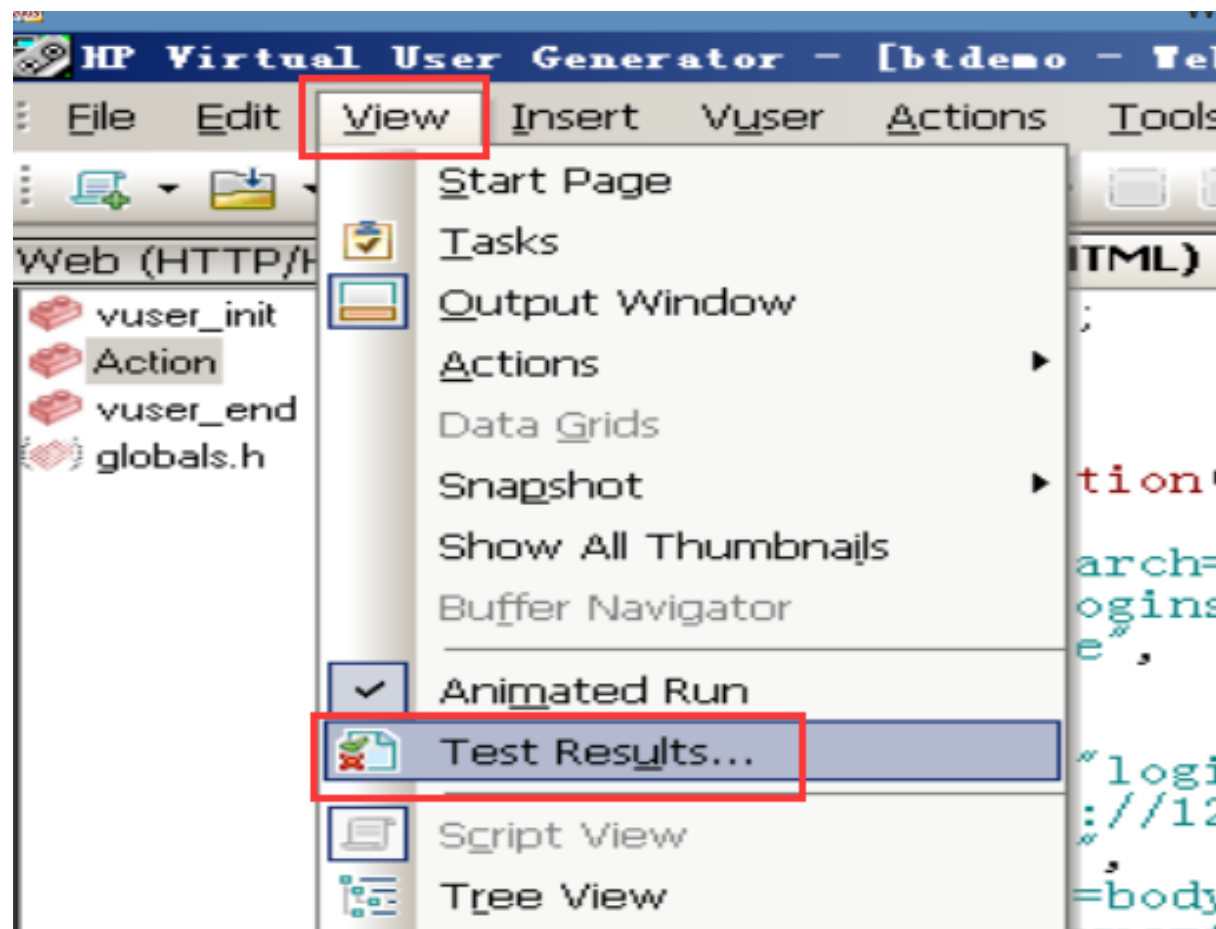 HP Virtual User Generator - [btdemo - Tel
File Edit View Insert Vuser Actions Tools
Start Page
Web (HTTP/H
Tasks
TML)
vuser_init
Output Window
;
Action
Actions
vuser_end
Data Grids
globals.h
Snapshot
tion
Show All Thumbnails
arch=
Buffer Navigator
ogins
e",
Animated Run
Test Results...
"logi
://12
Script View
",
Tree View
=body